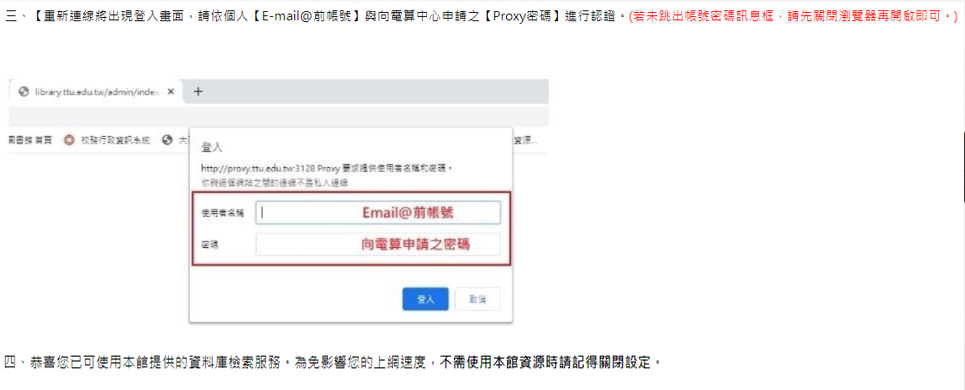 三、【重新連線將出現登入畫面，請依個人【E-mail@前帳號】與向電算中心申請之【Proxy密碼】進行認證。(若未跳出帳號密碼訊息框，請先關閉瀏覽器再開啟即可。)
library.ttu.edu.tw/admin/index
圖書館 首頁 校務行政資訊系統 大 資源...
登入
http://proxy.ttu.edu.tw:3128 Proxy 要求提供使用者名稱和密碼。
你與這個網站之間的連線不是私人連線
使用者名稱 Email@前帳號
密碼 向電算申請之密碼
登入 取消
四、恭喜您已可使用本館提供的資料庫檢索服務。為免影響您的上網速度，不需使用本館資源時請記得關閉設定。